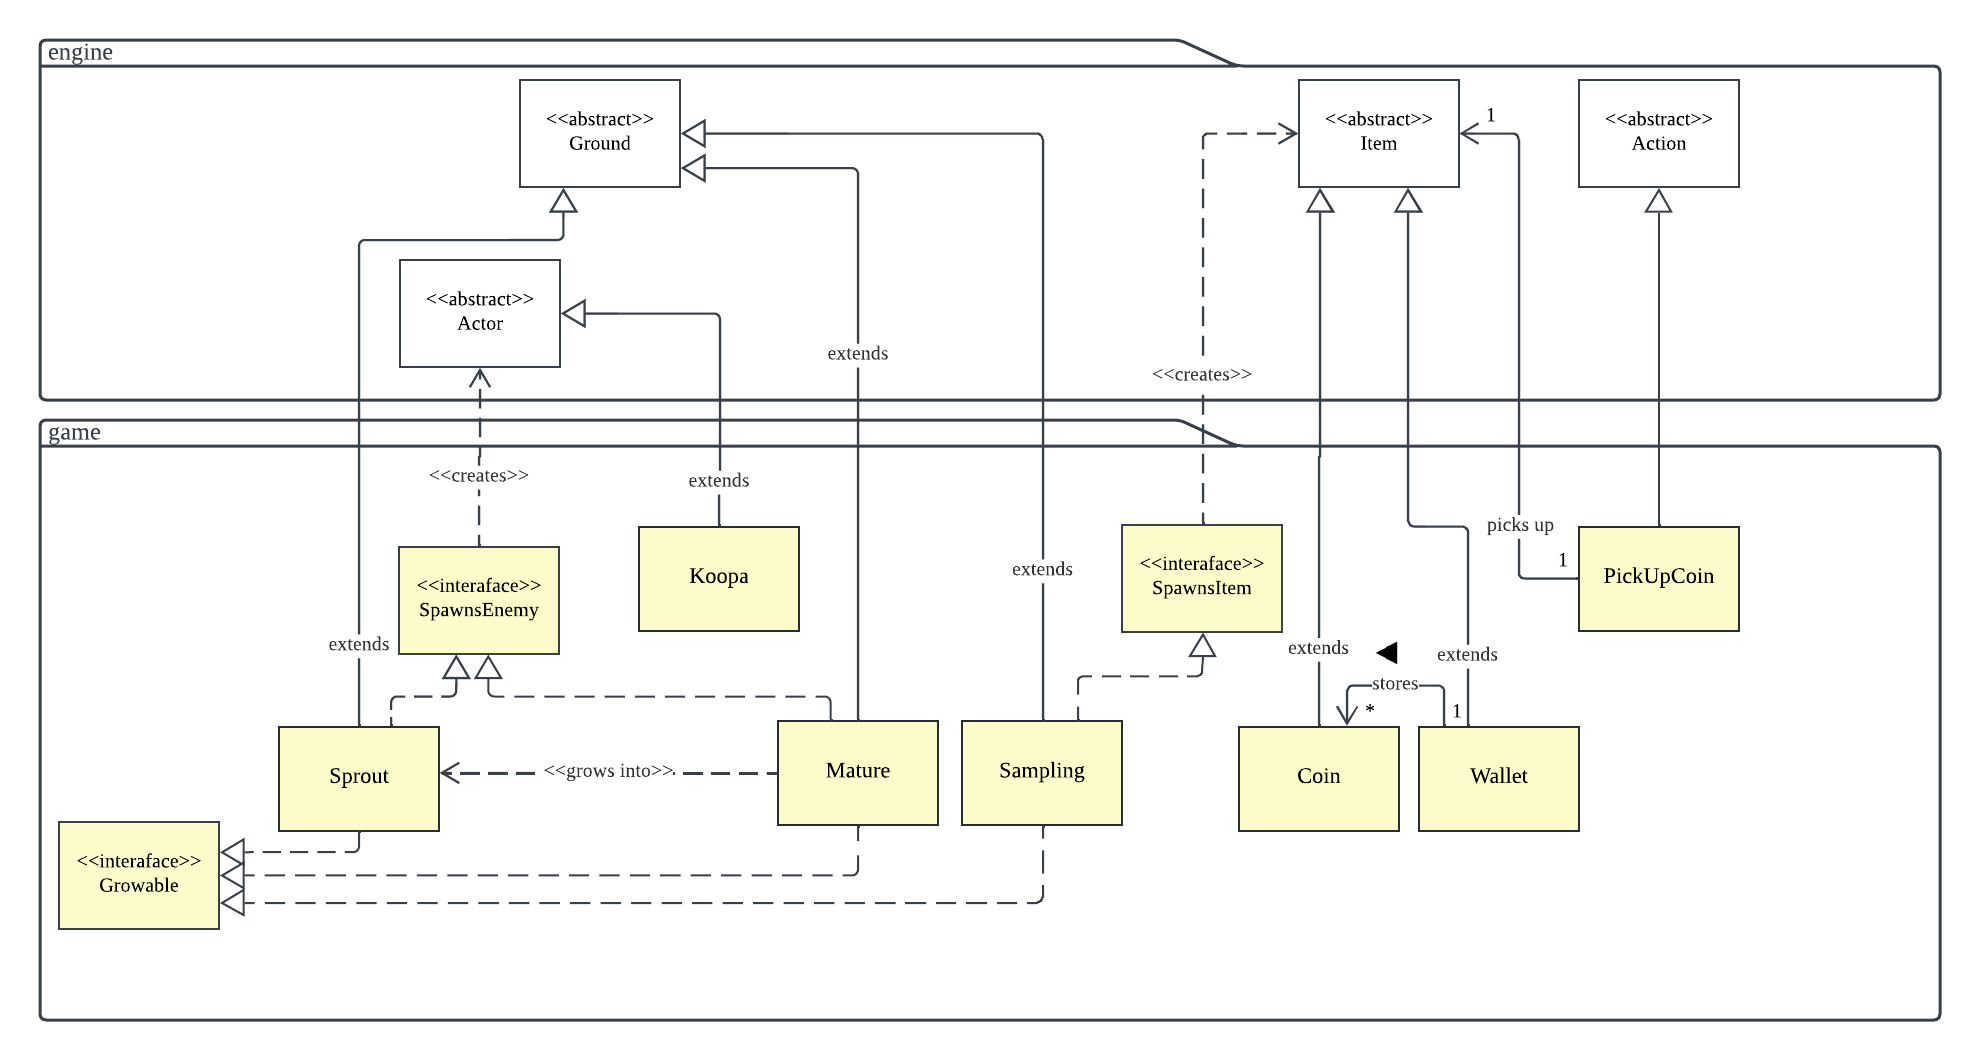 engine
<<abstract>>
Ground
<<abstract>>
Item
1
<<abstract>>
Action
<<abstract>>
Actor
extends
<<creates>>
game
<<creates>>
extends
picks up
1
<<interaface>>
SpawnsEnemy
Koopa
extends
<<interaface>>
SpawnsItem
PickUpCoin
extends
extends
extends
stores
*
1
Sprout
<<grows into>>
Mature
Sampling
Coin
Wallet
<<interaface>>
Growable